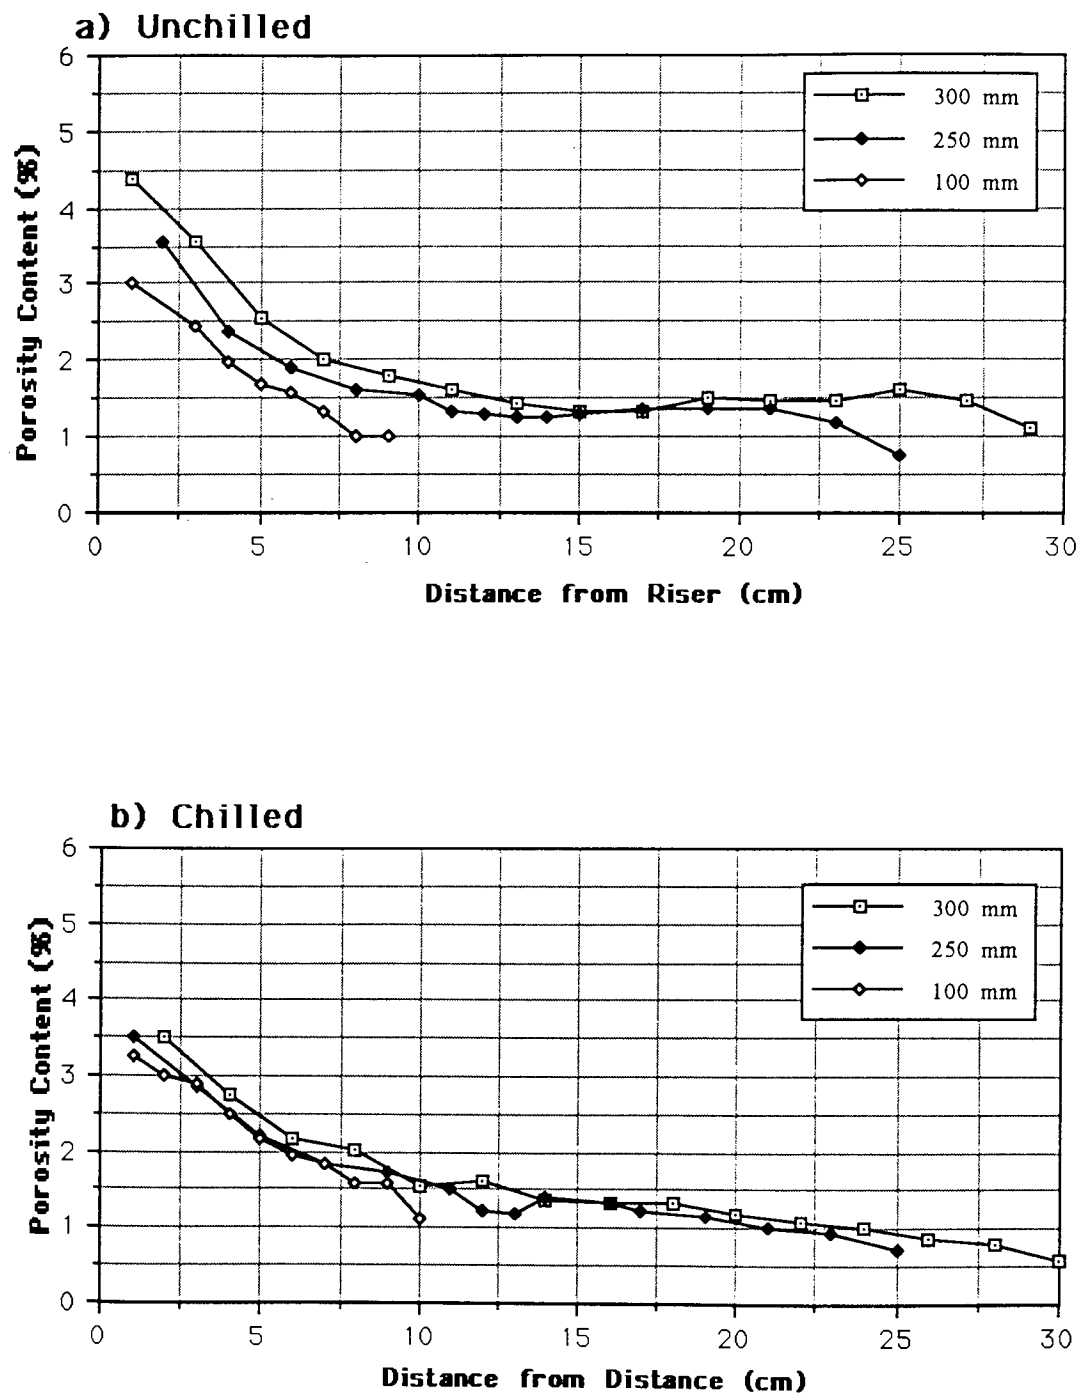 a) Unchilled
6
5
4
3
2
1
0
Porosity Content (%)
300 mm
250 mm
100 mm
0 5 10 15 20 25 30
Distance from Riser (cm)
b) Chilled
6
5
4
3
2
1
0
Porosity Content (%)
300 mm
250 mm
100 mm
0 5 10 15 20 25 30
Distance from Distance (cm)